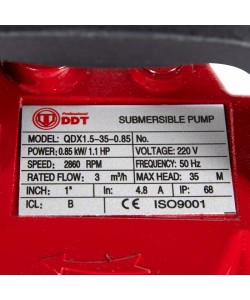 Professional
DDT
SUBMERSIBLE PUMP
MODEL: QDX1.5-35-0.85 No.
POWER: 0.85 kW/ 1.1 HP VOLTAGE: 220 V
SPEED: 2860 RPM FREQUENCY: 50 Hz
RATED FLOW: 3 m³/h MAX HEAD: 35 M
INCH: 1" In: 4.8 A IP: 68
ICL: B CE ISO9001